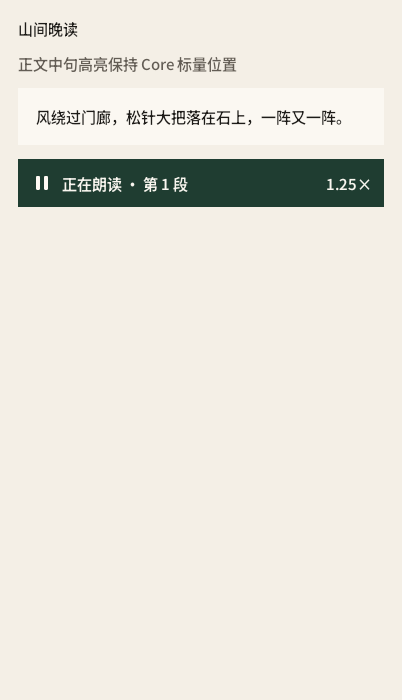 山间晚读
正文中句高亮保持 Core 标量位置
风绕过门廊，松针大把落在石上，一阵又一阵。
正在朗读 · 第 1 段 1.25×